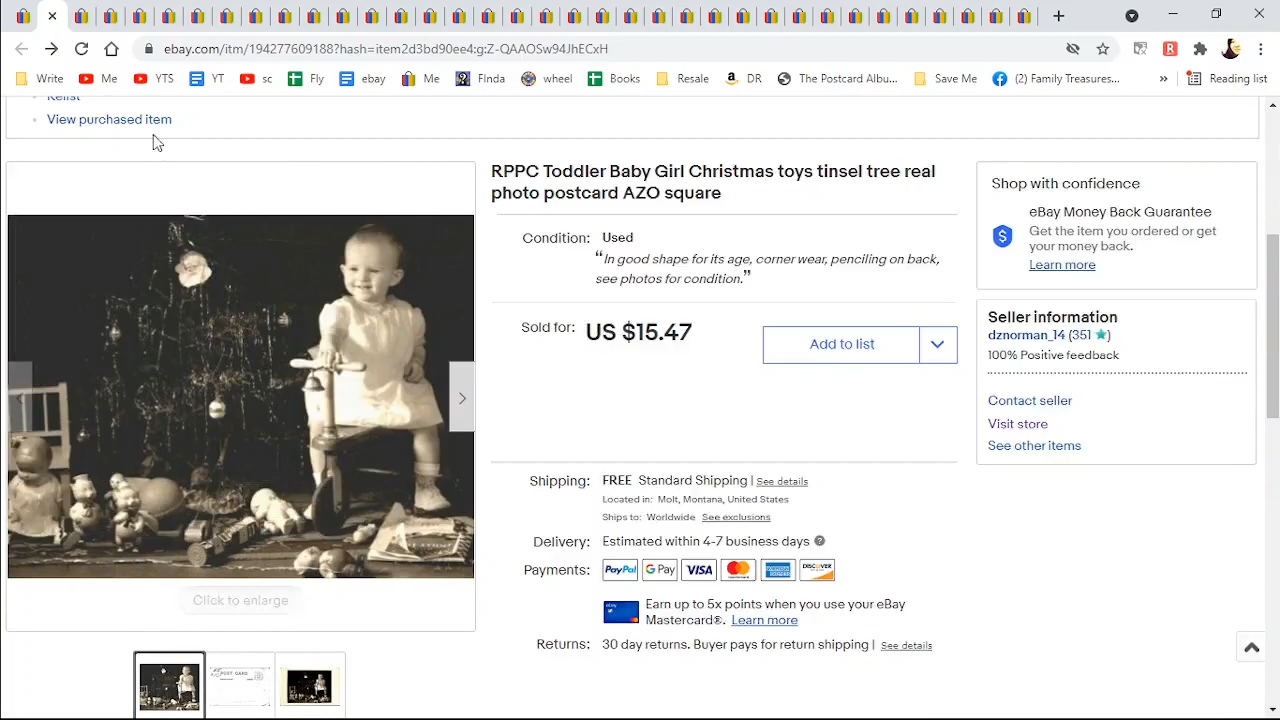 ebay.com/itm/194277609188?hash=item2d3bd90ee4:g:Z-QAAOSw94JhECxH
Write
Me
YTS
YT
sc
Fly
ebay
Me
FInda
wheel
Books
Resale
DR
The Postcard Albu...
Save Me
(2) Family Treasures...
»
Reading list
Relist
View purchased item
RPPC Toddler Baby Girl Christmas toys tinsel tree real
photo postcard AZO square
Condition: Used
“In good shape for its age, corner wear, penciling on back,
see photos for condition.”
Sold for: US $15.47
Add to list
Shipping: FREE Standard Shipping | See details
Located in: Molt, Montana, United States
Ships to: Worldwide See exclusions
Delivery: Estimated within 4-7 business days
Payments: PayPal G Pay VISA
Earn up to 5x points when you use your eBay
Mastercard®. Learn more
Returns: 30 day returns. Buyer pays for return shipping | See details
Shop with confidence
eBay Money Back Guarantee
Get the item you ordered or get
your money back.
Learn more
Seller information
dznorman_14 (351)
100% Positive feedback
Contact seller
Visit store
See other items
Click to enlarge
POST CARD